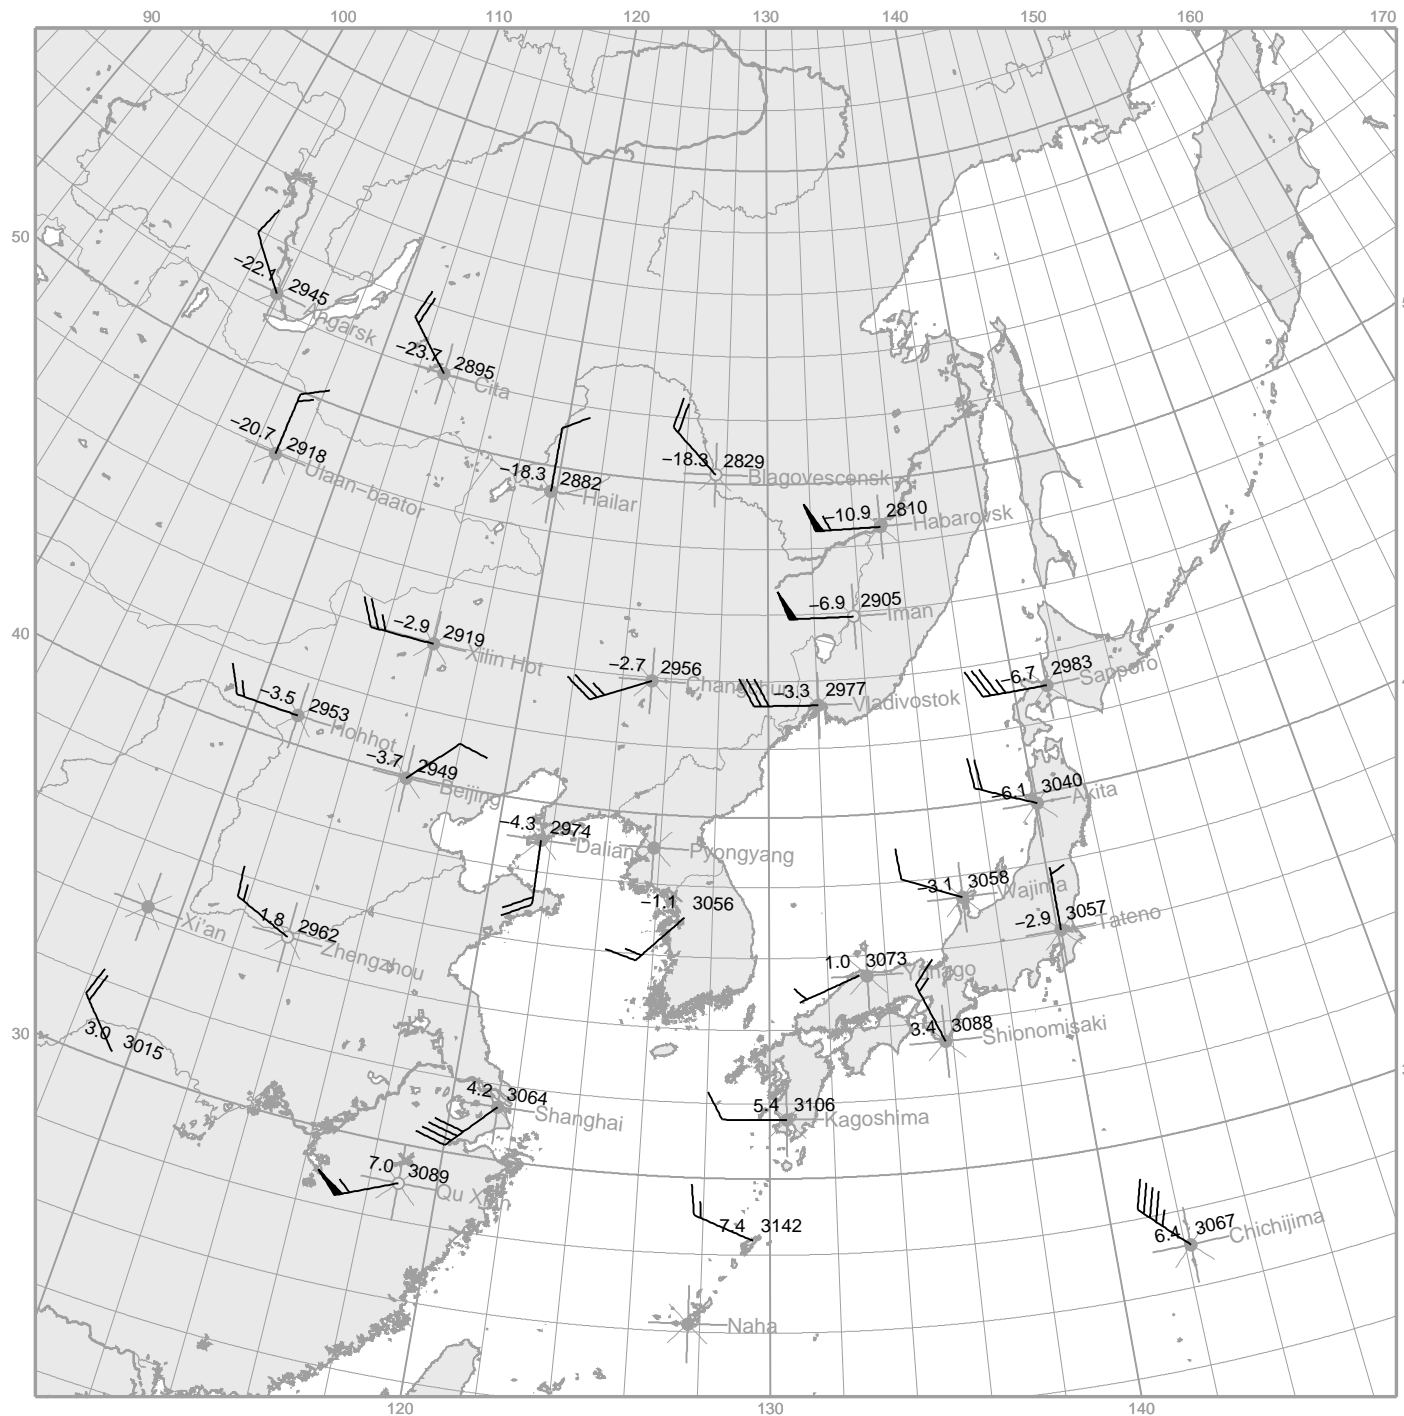 90 100 110 120 130 140 150 160 170
50
−22.1 2945
Angarsk
−23.7 2895
Cita
−20.7 2918
Ulaan−baator
−18.3 2882
Hailar
−18.3 2829
Blagovescensk
−10.9 2810
Habarovsk
−6.9 2905
Iman
40
−2.9 2919
Xilin Hot
−2.7 2956
Changchun
−3.3 2977
Vladivostok
−6.7 2983
Sapporo
−3.5 2953
Hohhot
−3.7 2949
Beijing
−6.1 3040
Akita
−4.3 2974
Dalian
Pyongyang
−3.1 3058
Wajima
−1.1 3056
−2.9 3057
Tateno
Xi'an
1.8 2962
Zhengzhou
1.0 3073
Yonago
3.4 3088
Shionomisaki
30
3.0 3015
4.2 3064
Shanghai
5.4 3106
Kagoshima
7.0 3089
Qu Xian
7.4 3142
6.4 3067
Chichijima
Naha
120 130 140